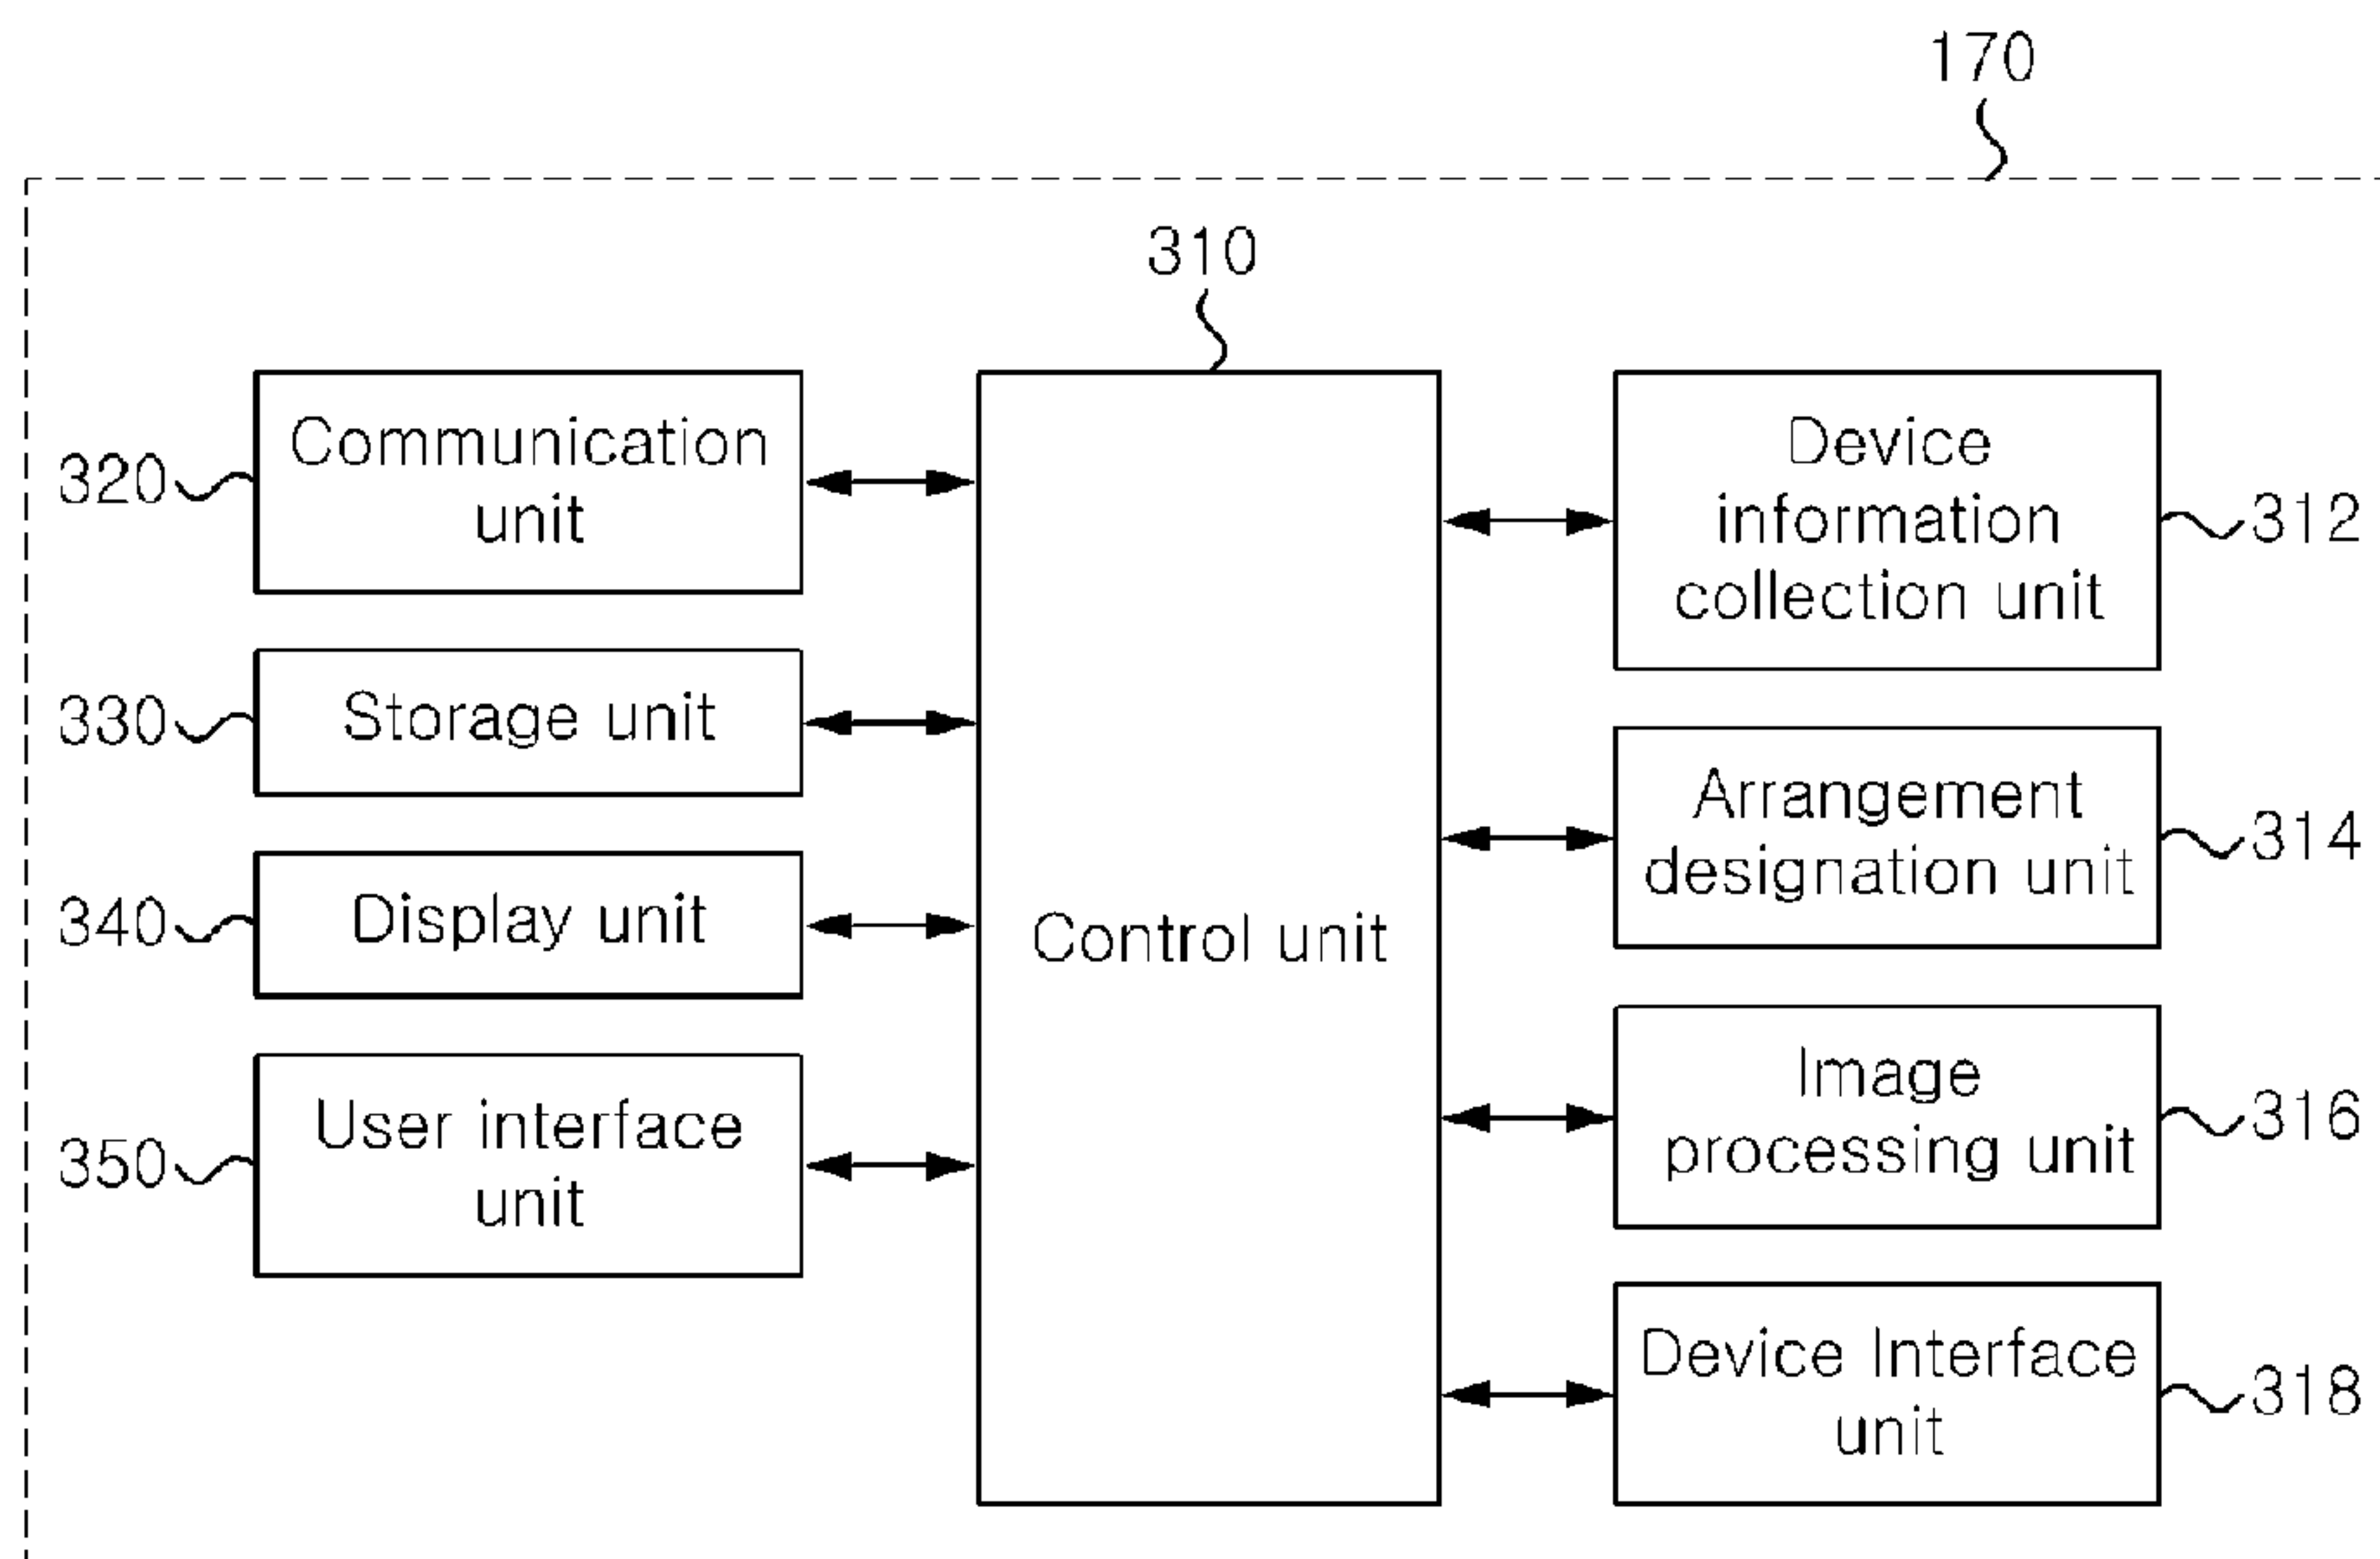 170
310
320
Communication
unit
330
Storage unit
340
Display unit
350
User interface
unit
Control unit
Device
information
collection unit
312
Arrangement
designation unit
314
Image
processing unit
316
Device Interface
unit
318